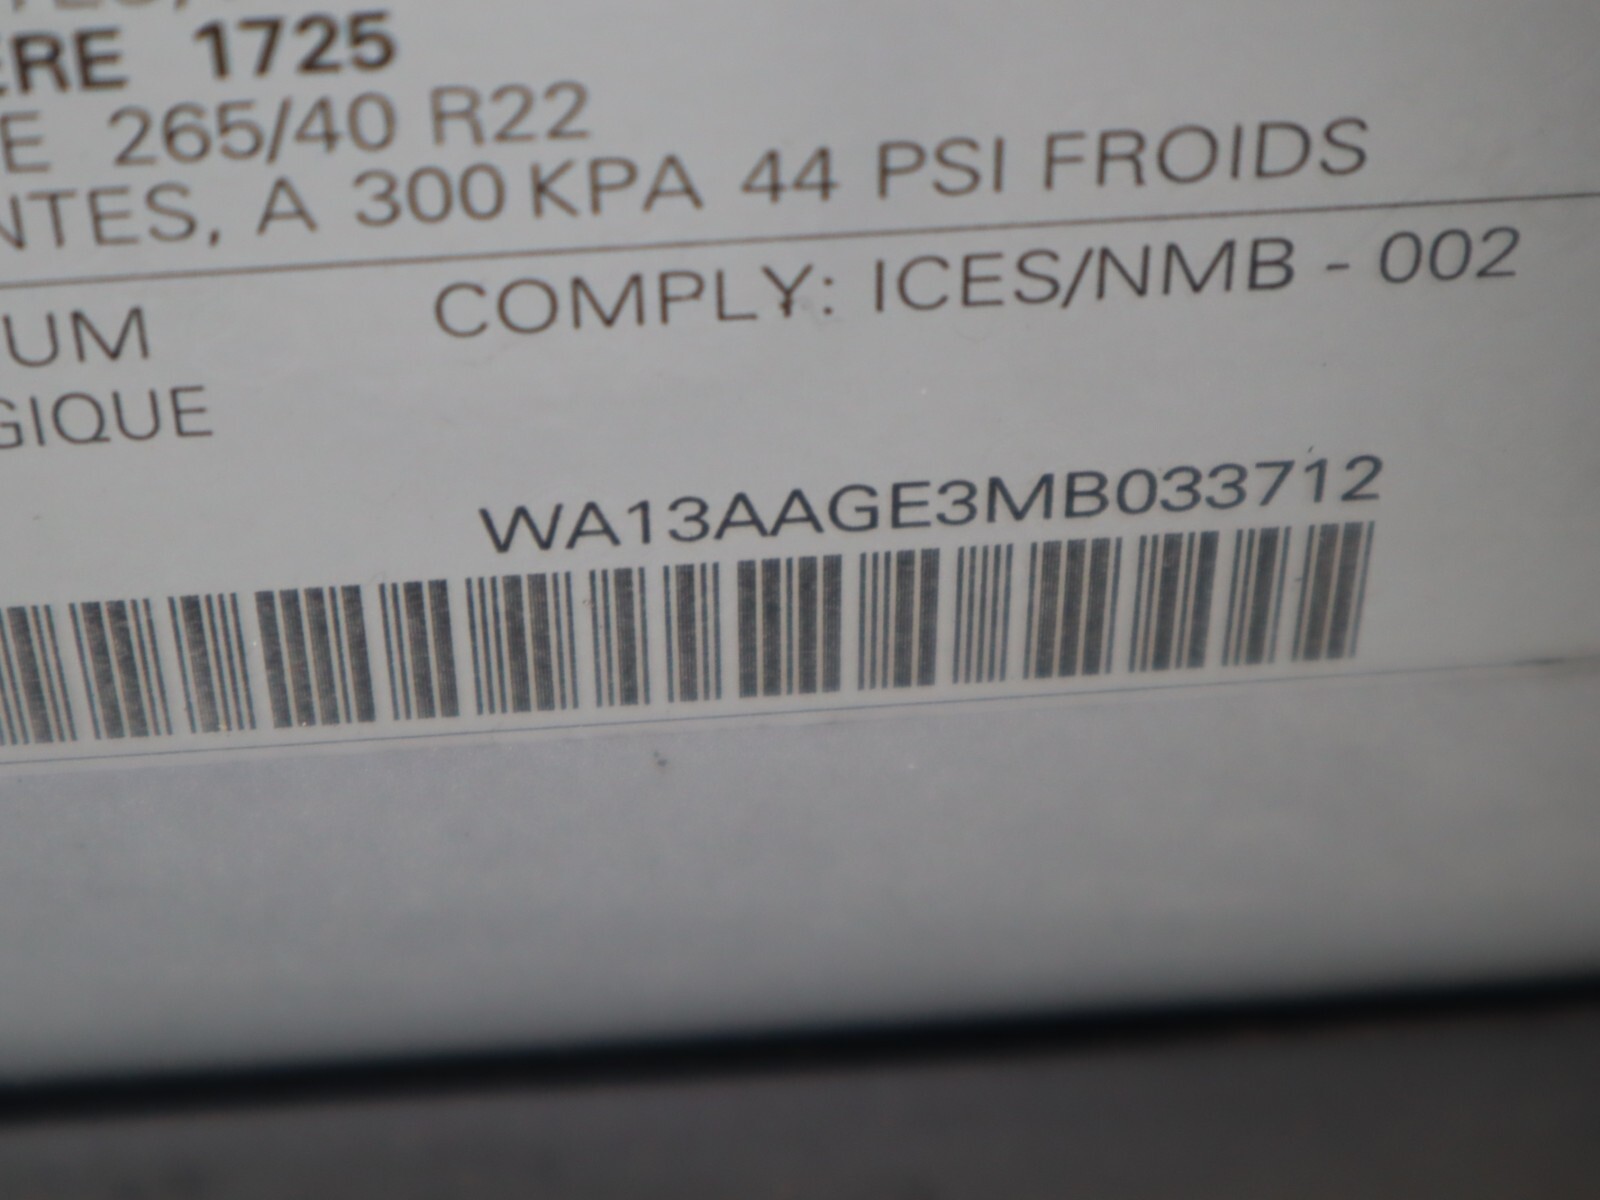 ERE 1725
E 265/40 R22
NTES, A 300 KPA 44 PSI FROIDS
UM COMPLY: ICES/NMB - 002
GIQUE
WA13AAGE3MB033712